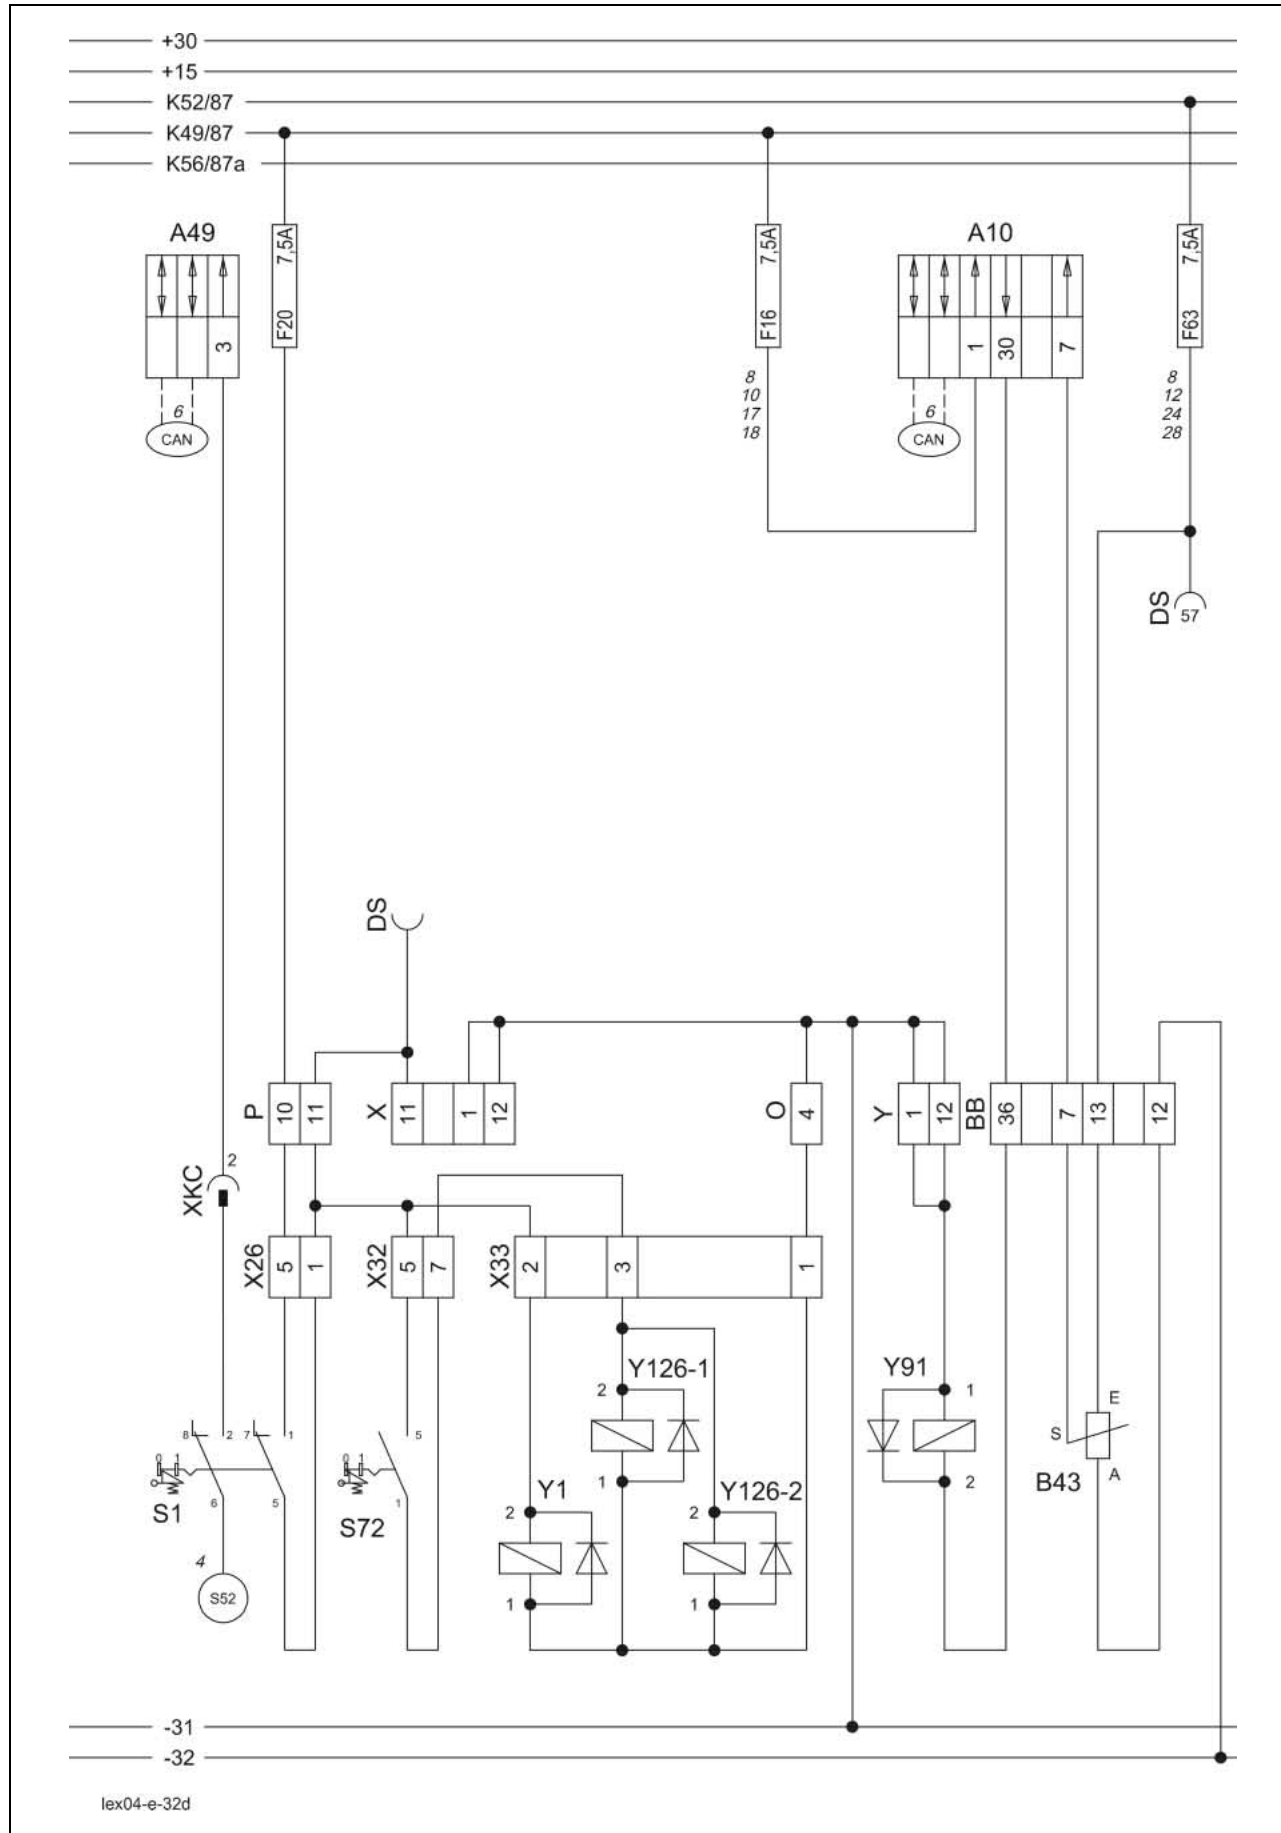 +30
+15
K52/87
K49/87
K56/87a
A49
A10
7,5A
7,5A
7,5A
F20
F16
F63
3
1
30
7
8
10
17
18
8
12
24
28
6
CAN
6
CAN
DS
57
DS
P
10
11
X
11
1
12
O
4
Y
1
12
BB
36
7
13
12
XKC
2
X26
5
1
X32
5
7
X33
2
3
1
Y126-1
2
1
Y91
1
2
E
S
A
B43
8
2
7
1
0
1
6
5
S1
0
1
5
1
S72
Y1
2
1
Y126-2
2
1
4
S52
-31
-32
lex04-e-32d